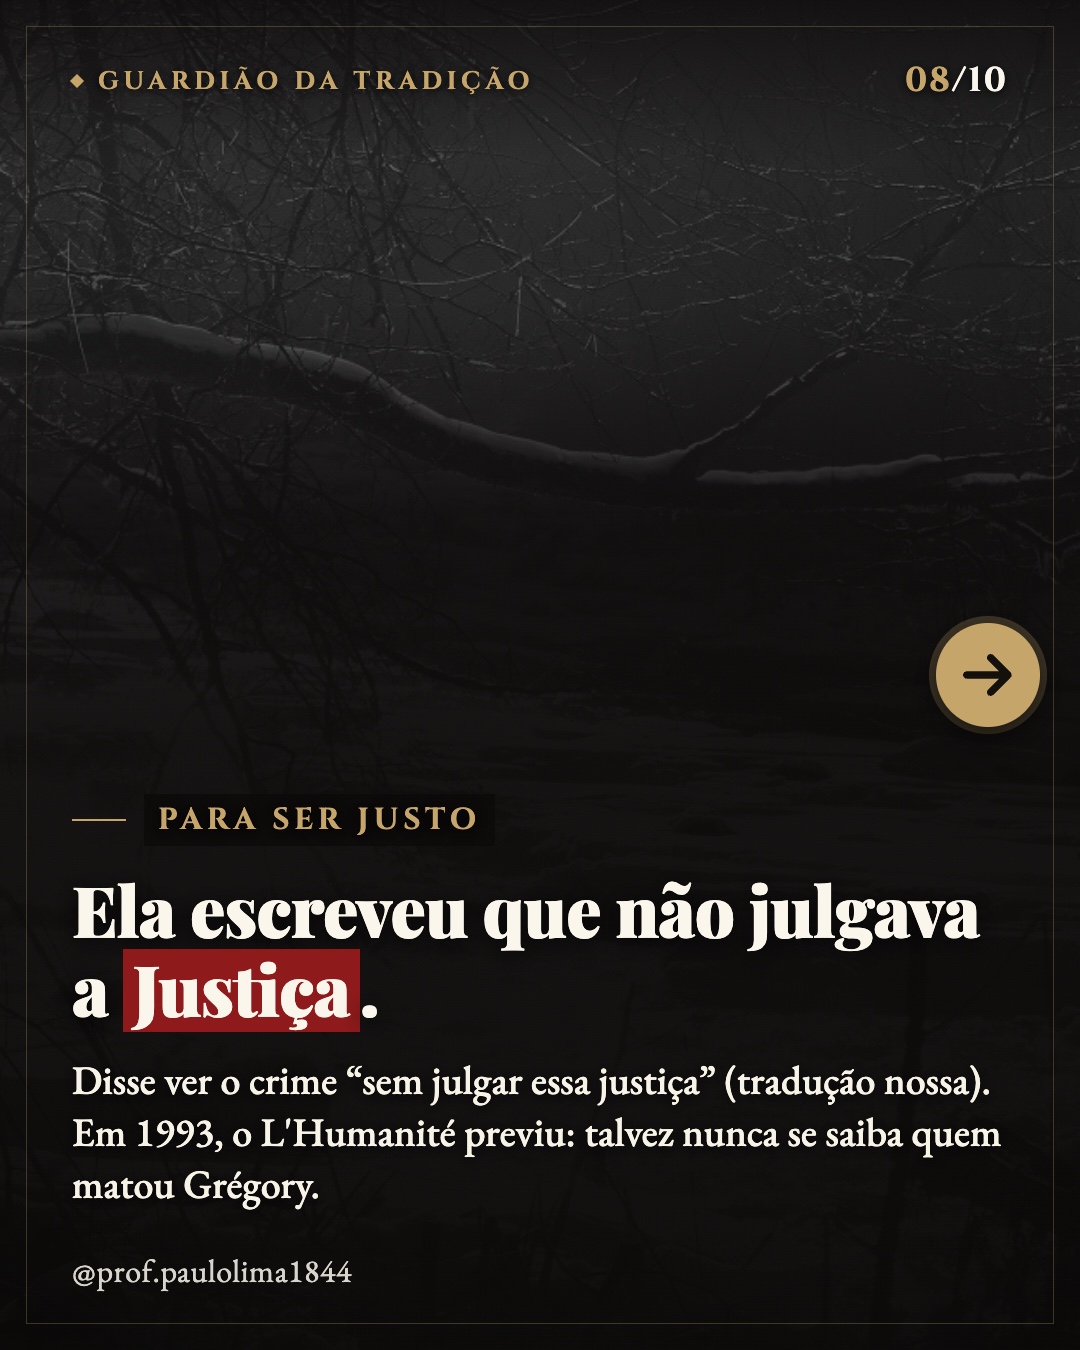 GUARDIÃO DA TRADIÇÃO
08/10
PARA SER JUSTO
Ela escreveu que não julgava
a Justiça.
Disse ver o crime “sem julgar essa justiça” (tradução nossa).
Em 1993, o L'Humanité previu: talvez nunca se saiba quem
matou Grégory.
@prof.paulolima1844